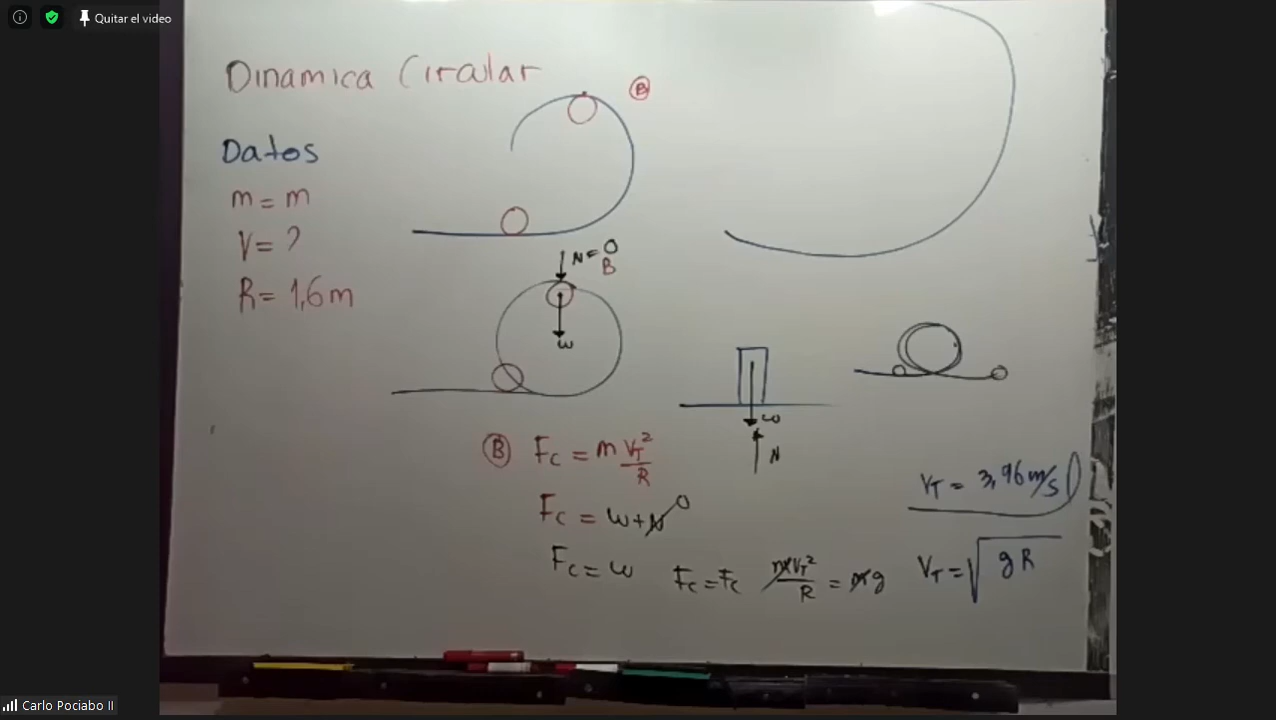 Quitar el video
Dinamica Circular
B
Datos
m = m
V = ?
R = 1,6 m
N = 0
B
w
w
N
B Fc = m VT²/R
Fc = w + N 0
Fc = w
Fc = Fc mVT²/R = mg
VT = 3,96 m/s
VT = √gR
Carlo Pociabo II